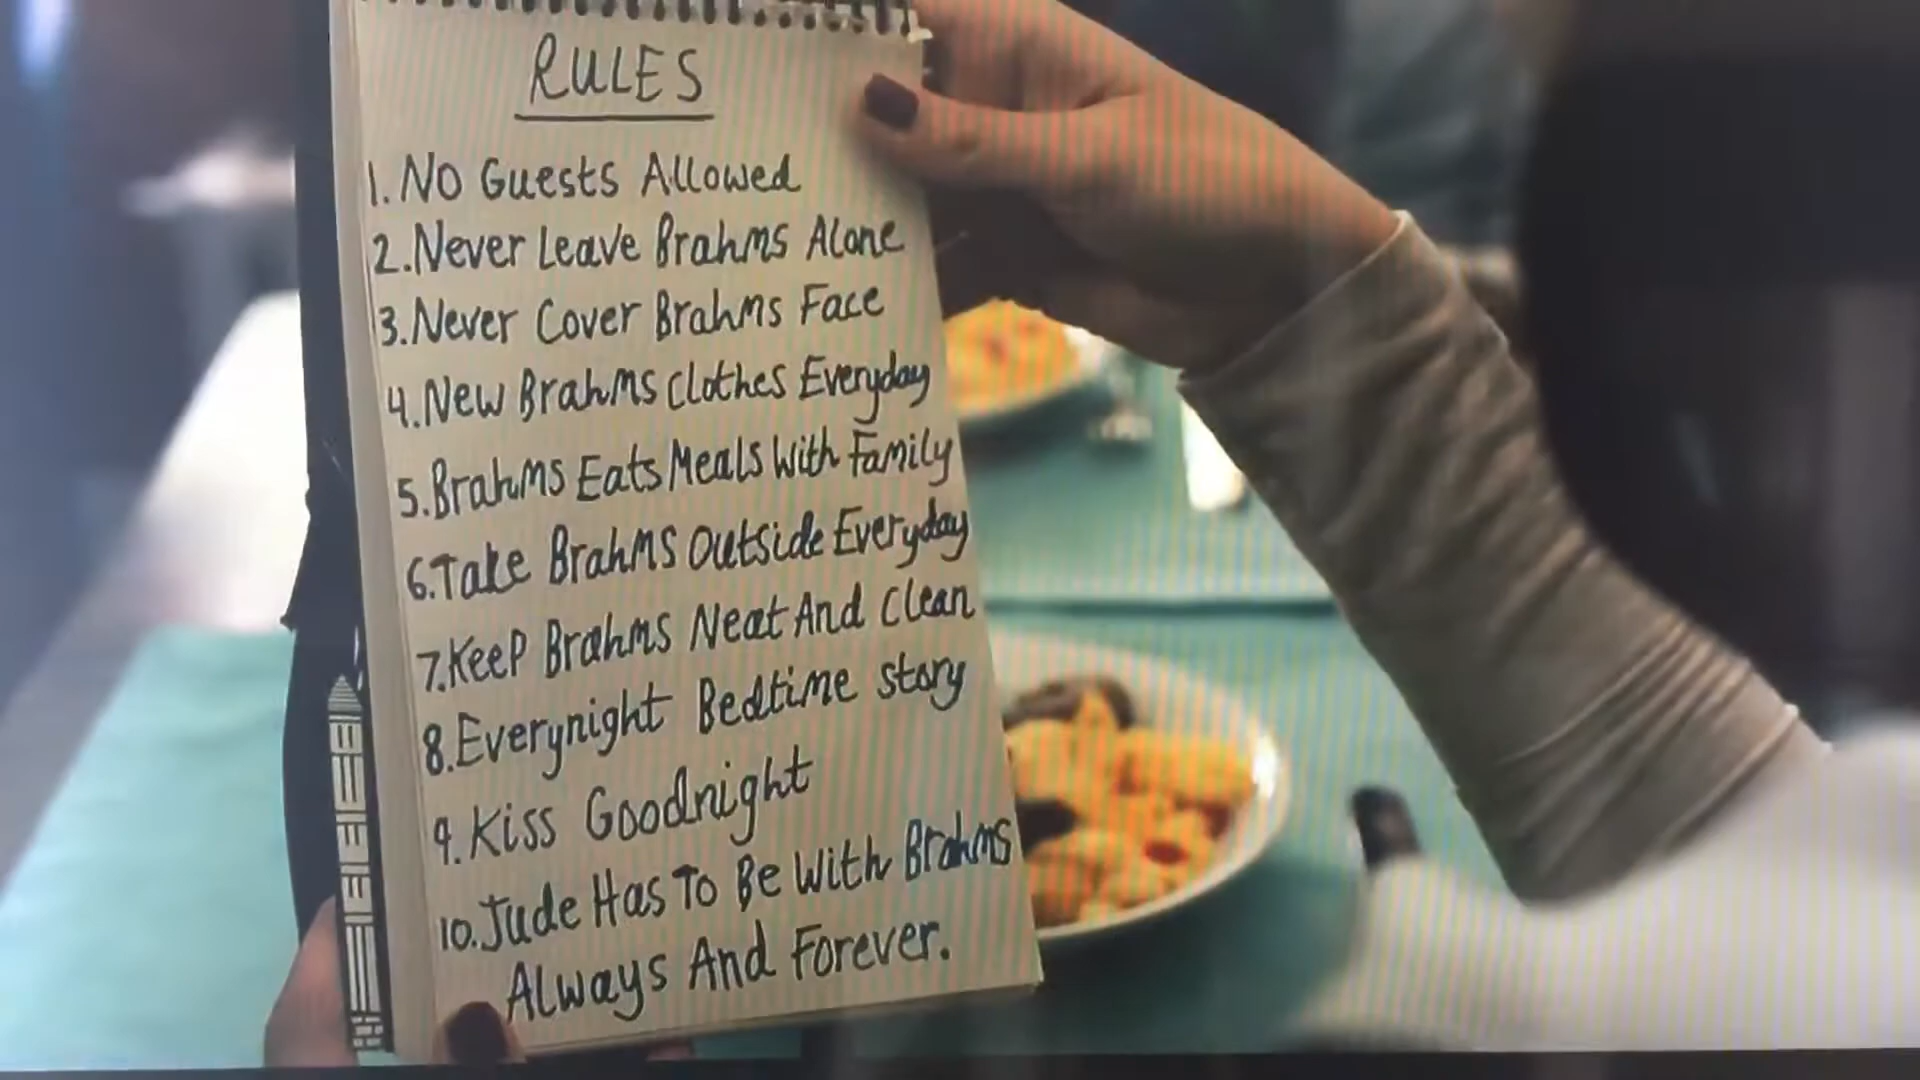 RULES
1. No Guests Allowed
2. Never Leave Brahms Alone
3. Never Cover Brahms Face
4. New Brahms Clothes Everyday
5. Brahms Eats Meals With Family
6. Take Brahms Outside Everyday
7. Keep Brahms Neat And Clean
8. Everynight Bedtime Story
9. Kiss Goodnight
10. Jude Has To Be With Brahms
Always And Forever.